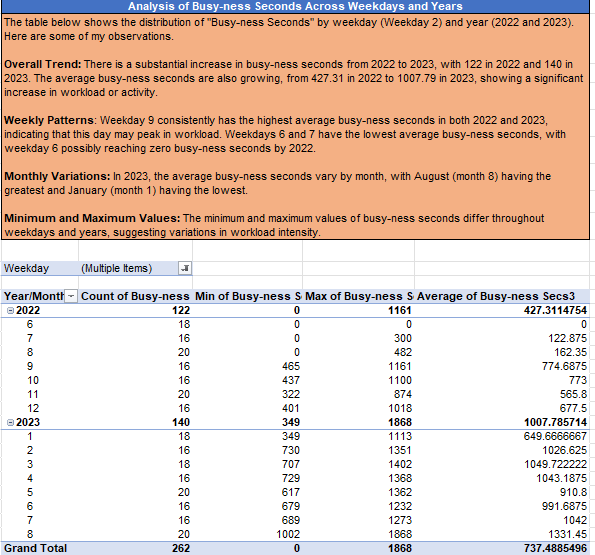 Analysis of Busy-ness Seconds Across Weekdays and Years
The table below shows the distribution of "Busy-ness Seconds" by weekday (Weekday 2) and year (2022 and 2023).
Here are some of my observations.
Overall Trend: There is a substantial increase in busy-ness seconds from 2022 to 2023, with 122 in 2022 and 140 in
2023. The average busy-ness seconds are also growing, from 427.31 in 2022 to 1007.79 in 2023, showing a significant
increase in workload or activity.
Weekly Patterns: Weekday 9 consistently has the highest average busy-ness seconds in both 2022 and 2023,
indicating that this day may peak in workload. Weekdays 6 and 7 have the lowest average busy-ness seconds, with
weekday 6 possibly reaching zero busy-ness seconds by 2022.
Monthly Variations: In 2023, the average busy-ness seconds vary by month, with August (month 8) having the
greatest and January (month 1) having the lowest.
Minimum and Maximum Values: The minimum and maximum values of busy-ness seconds differ throughout
weekdays and years, suggesting variations in workload intensity.
Weekday (Multiple Items)
Year/Month Count of Busy-ness Min of Busy-ness S Max of Busy-ness S Average of Busy-ness Secs3
2022 122 0 1161 427.3114754
6 18 0 0 0
7 16 0 300 122.875
8 20 0 482 162.35
9 16 465 1161 774.6875
10 16 437 1100 773
11 20 322 874 565.8
12 16 401 1018 677.5
2023 140 349 1868 1007.785714
1 18 349 1113 649.6666667
2 16 730 1351 1026.625
3 18 707 1402 1049.722222
4 16 729 1368 1043.1875
5 20 617 1362 910.8
6 16 679 1232 991.6875
7 16 689 1273 1042
8 20 1002 1868 1331.45
Grand Total 262 0 1868 737.4885496